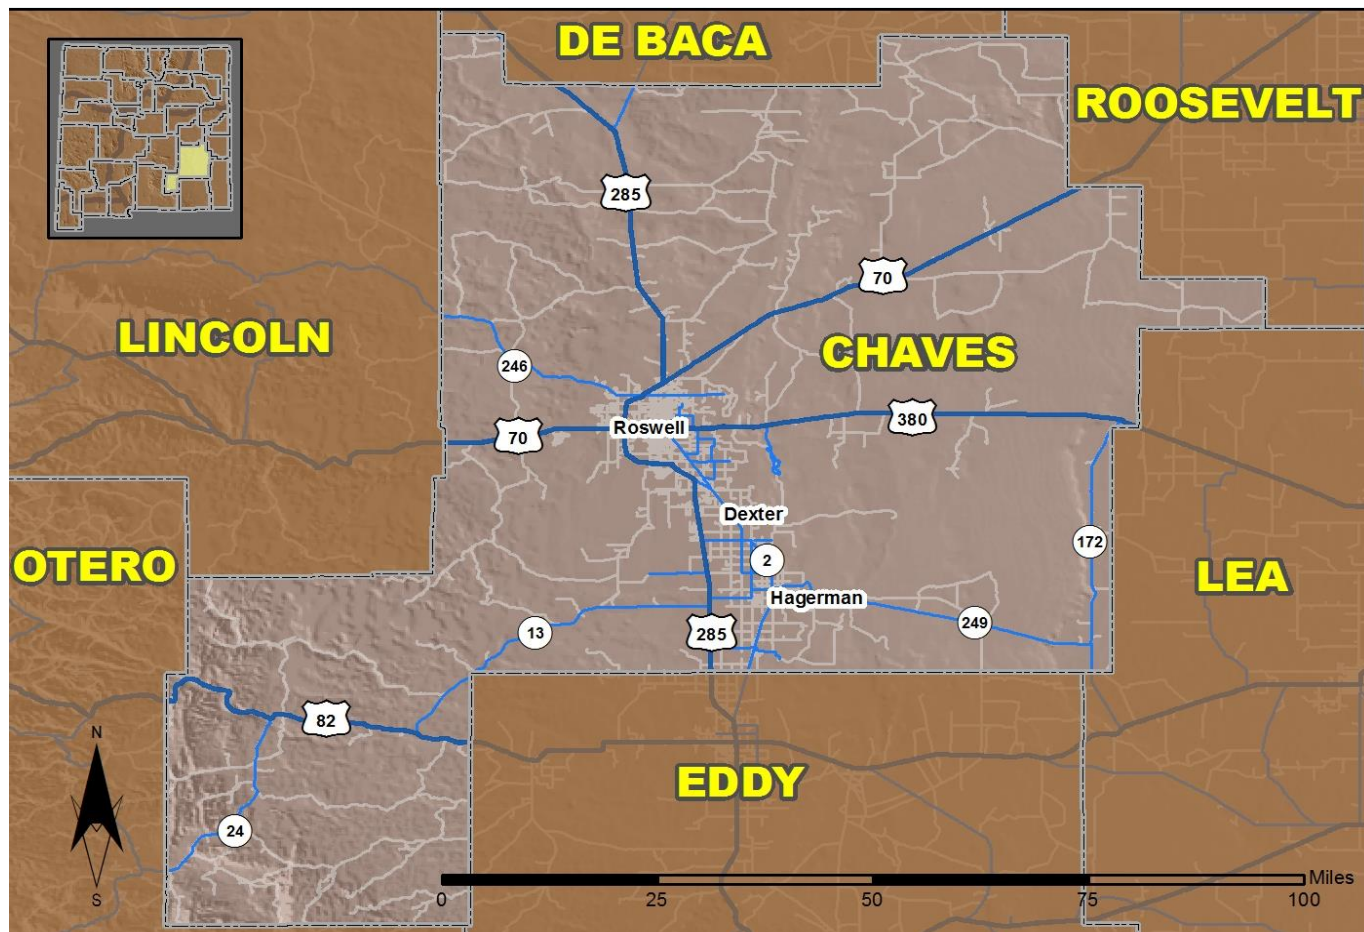 DE BACA
ROOSEVELT
285
70
LINCOLN
CHAVES
246
380
70
Roswell
Dexter
172
2
OTERO
LEA
Hagerman
249
13
285
82
N
EDDY
24
S
Miles
0 25 50 75 100